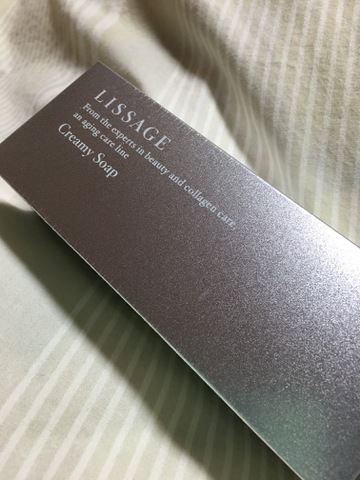 LISSAGE
From the experts in beauty and collagen care,
an aging care line
Creamy Soap